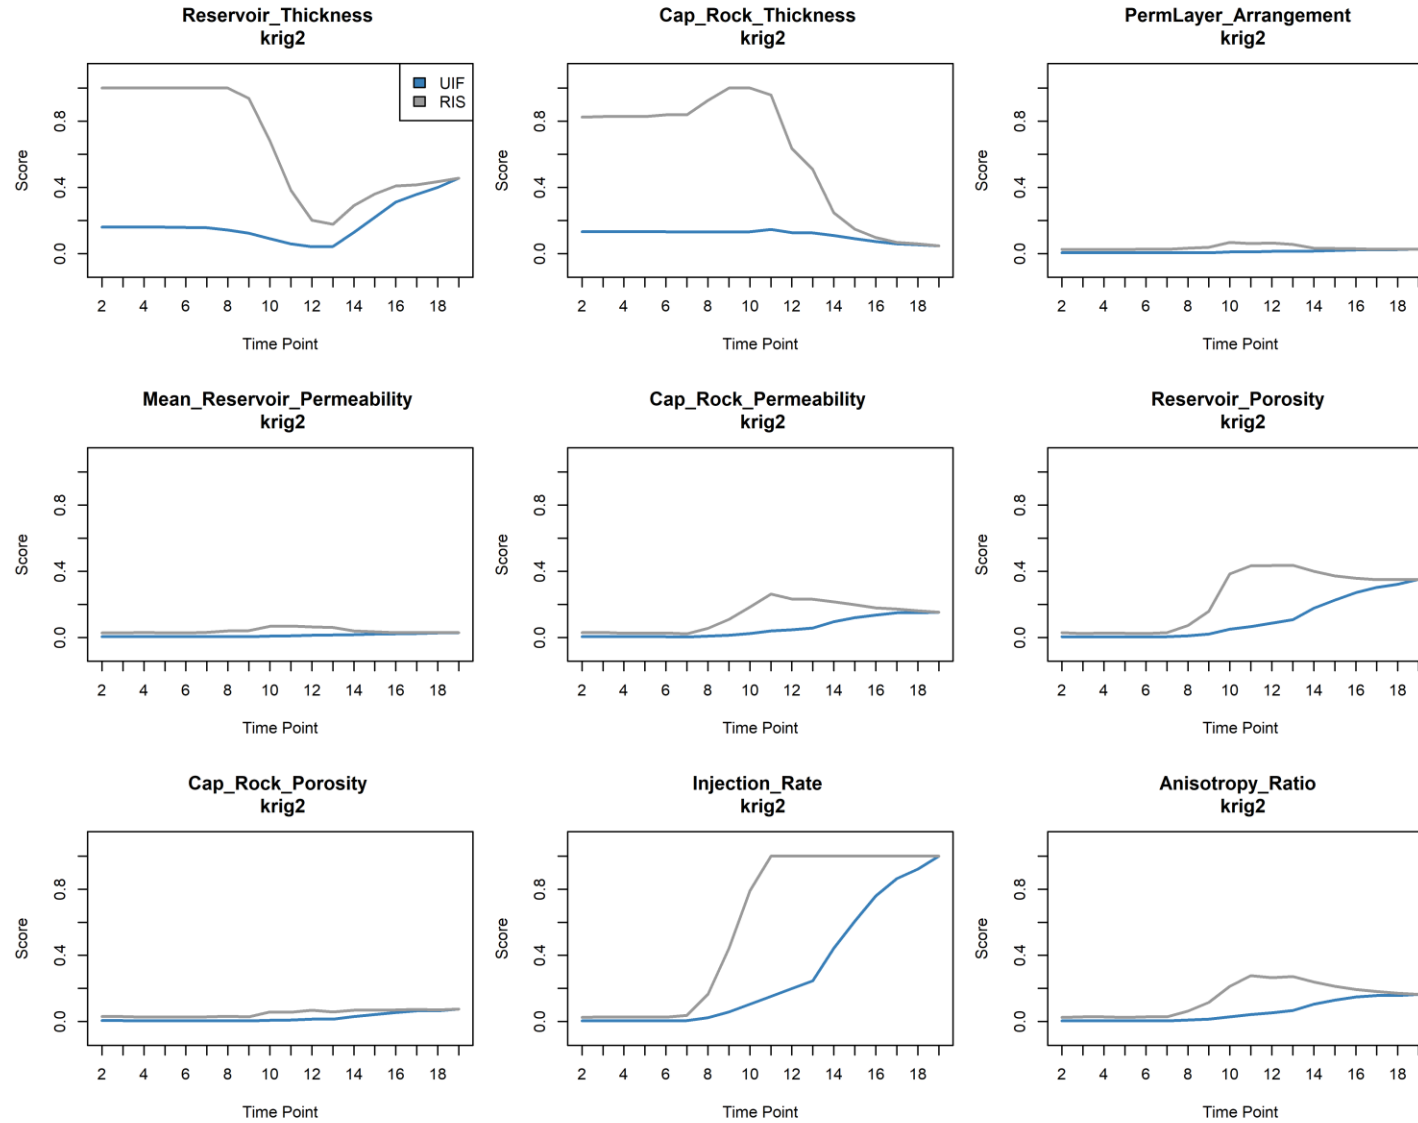 Reservoir_Thickness
krig2
Score
0.0 0.4 0.8
UIF
RIS
2 4 6 8 10 12 14 16 18
Time Point
Cap_Rock_Thickness
krig2
Score
0.0 0.4 0.8
2 4 6 8 10 12 14 16 18
Time Point
PermLayer_Arrangement
krig2
Score
0.0 0.4 0.8
2 4 6 8 10 12 14 16 18
Time Point
Mean_Reservoir_Permeability
krig2
Score
0.0 0.4 0.8
2 4 6 8 10 12 14 16 18
Time Point
Cap_Rock_Permeability
krig2
Score
0.0 0.4 0.8
2 4 6 8 10 12 14 16 18
Time Point
Reservoir_Porosity
krig2
Score
0.0 0.4 0.8
2 4 6 8 10 12 14 16 18
Time Point
Cap_Rock_Porosity
krig2
Score
0.0 0.4 0.8
2 4 6 8 10 12 14 16 18
Time Point
Injection_Rate
krig2
Score
0.0 0.4 0.8
2 4 6 8 10 12 14 16 18
Time Point
Anisotropy_Ratio
krig2
Score
0.0 0.4 0.8
2 4 6 8 10 12 14 16 18
Time Point